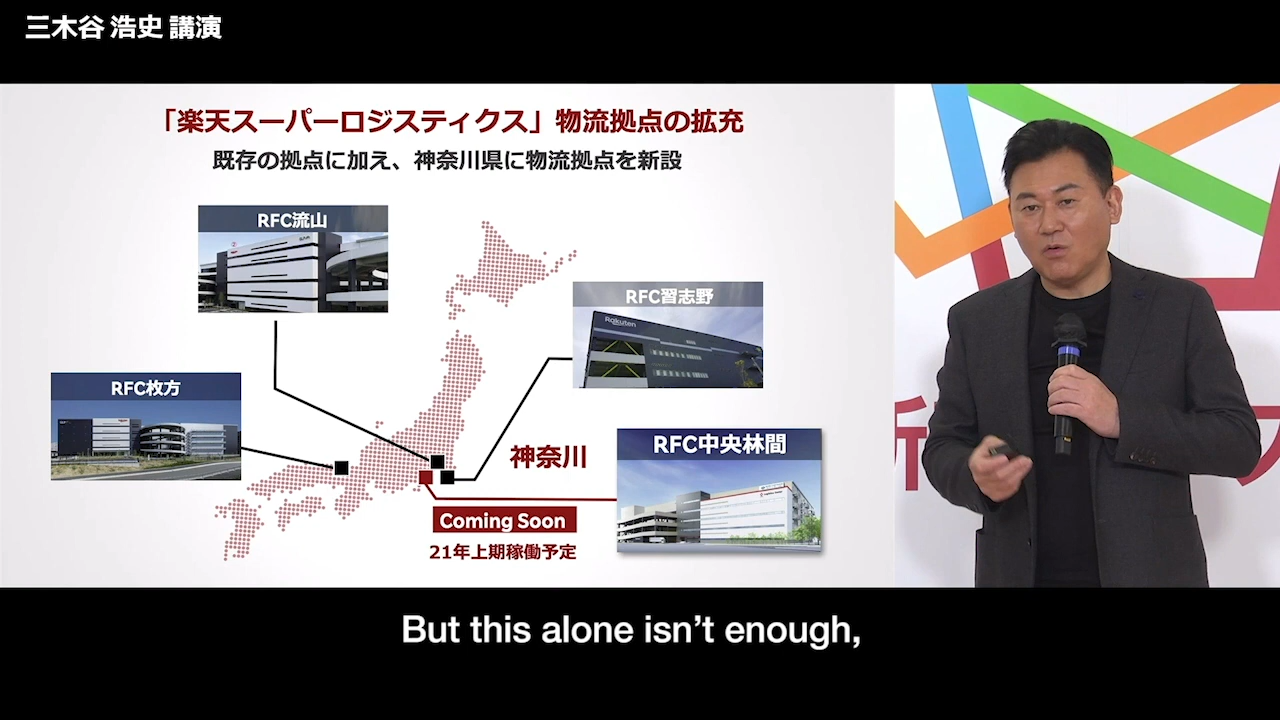 三木谷 浩史 講演
「楽天スーパーロジスティクス」物流拠点の拡充
既存の拠点に加え、神奈川県に物流拠点を新設
RFC流山
RFC習志野
Rakuten
RFC枚方
神奈川
RFC中央林間
Coming Soon
21年上期稼働予定
新
But this alone isn't enough,